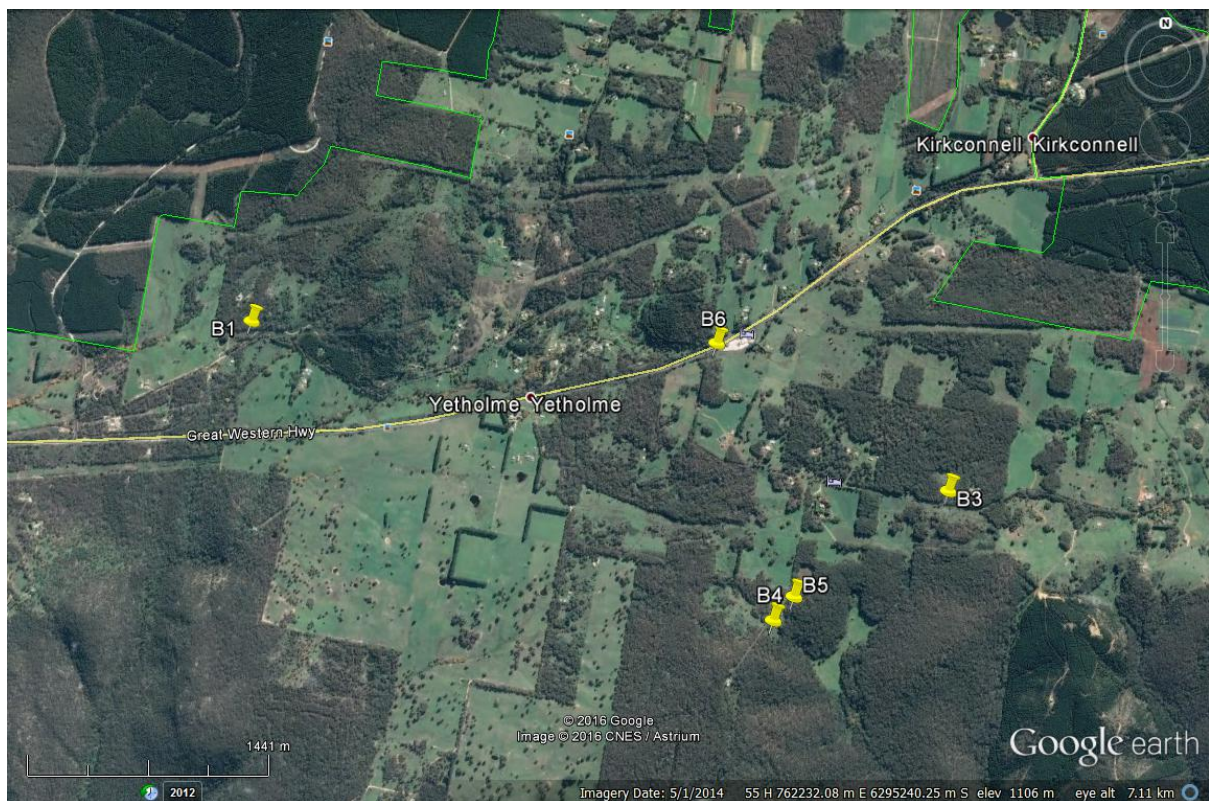 N
Kirkconnell Kirkconnell
B1
B6
Yetholme Yetholme
Great Western Hwy
B3
B5
B4
© 2016 Google
Image © 2016 CNES / Astrium
1441 m
Google earth
2012
Imagery Date: 5/1/2014 55 H 762232.08 m E 6295240.25 m S elev 1106 m eye alt 7.11 km